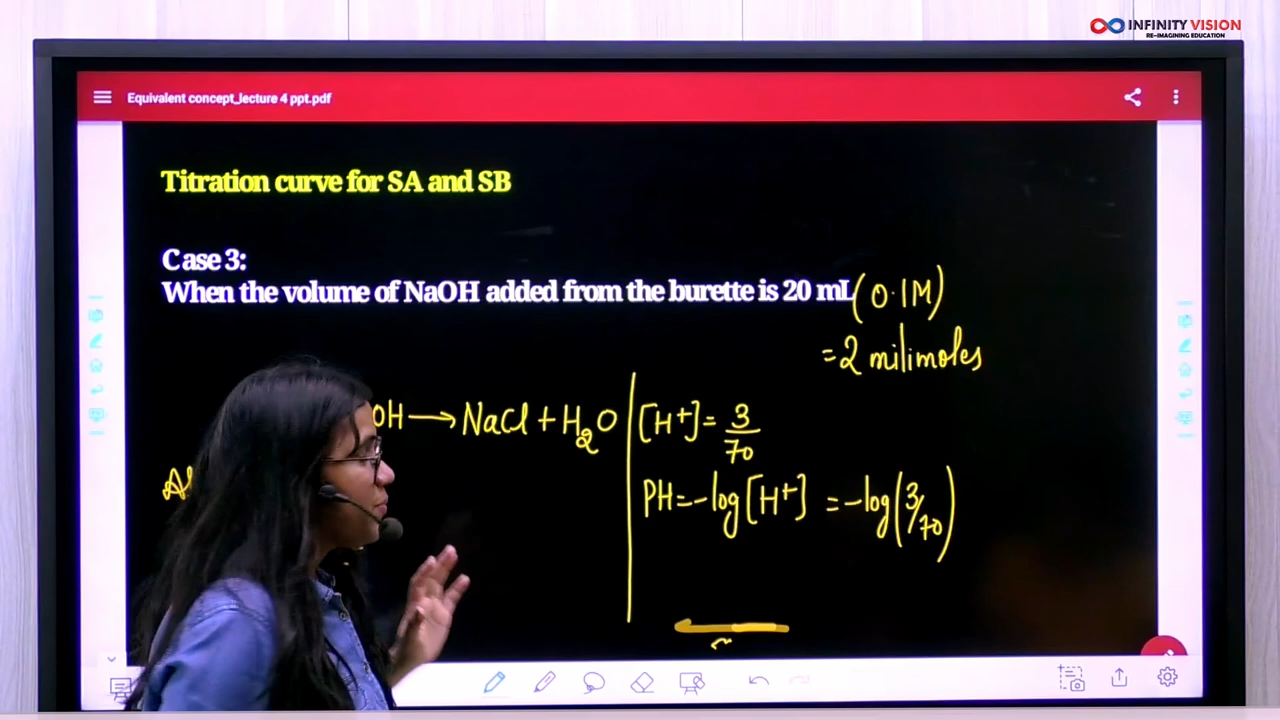 INFINITY VISION
RE-IMAGINING EDUCATION
Equivalent concept_lecture 4 ppt.pdf
Titration curve for SA and SB
Case 3:
When the volume of NaOH added from the burette is 20 mL (0.1M)
=2 milimoles
OH→NaCl + H₂O
[H⁺]= 3/70
PH=-log[H⁺] = -log(3/70)